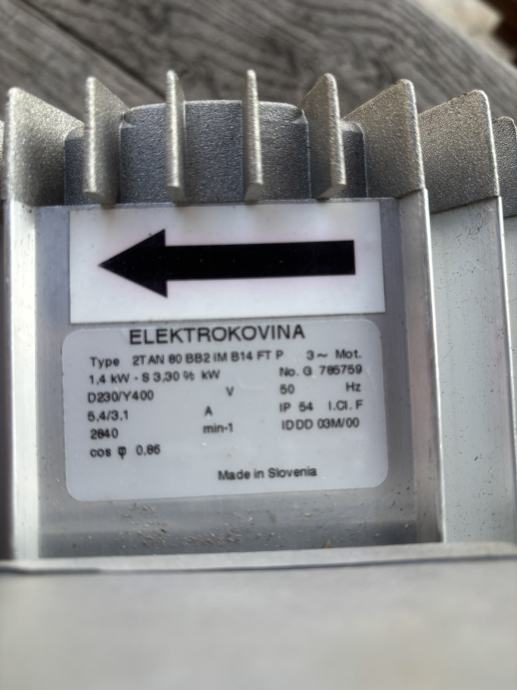 ELEKTROKOVINA
Type 2T AN 80 BB2 IM B14 FT P 3~ Mot.
1,4 kW - S 3,30 % kW No. G 785759
D230/Y400 V 50 Hz
5,4/3,1 A IP 54 I.Cl. F
2840 min-1 IDDD 03M/00
cos φ 0,86
Made in Slovenia